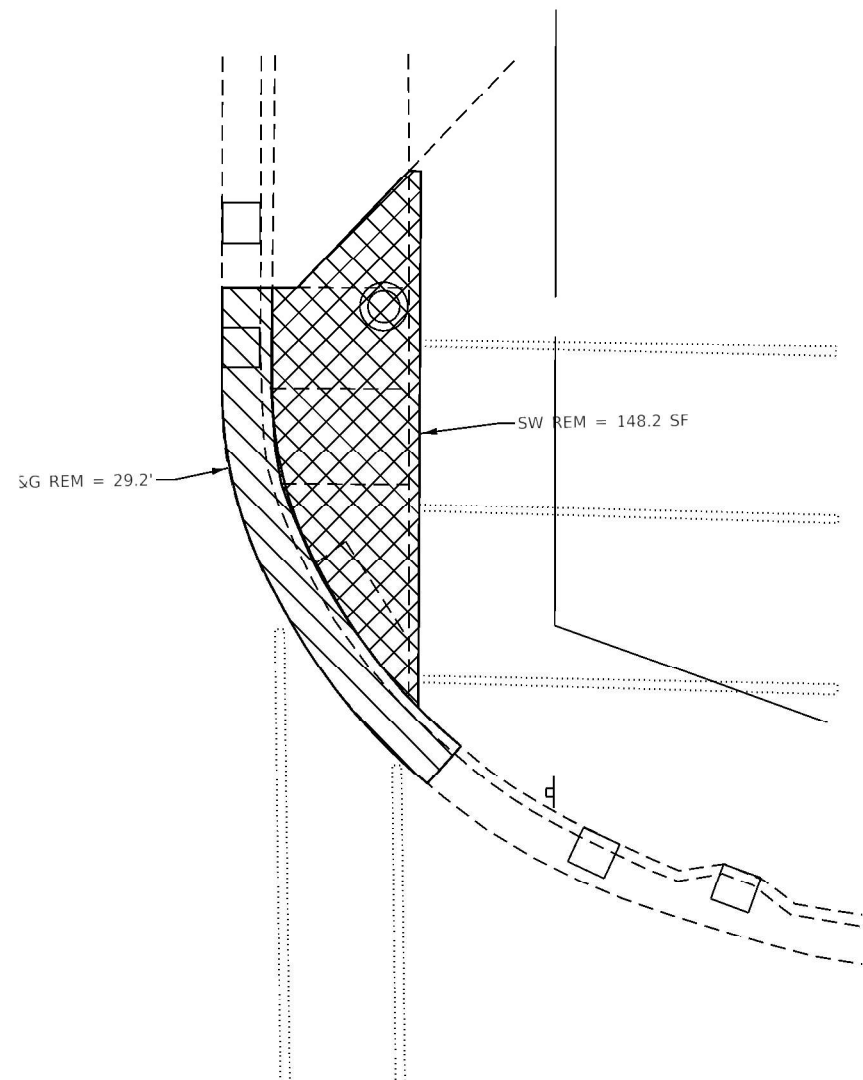 SW REM = 148.2 SF
&G REM = 29.2'